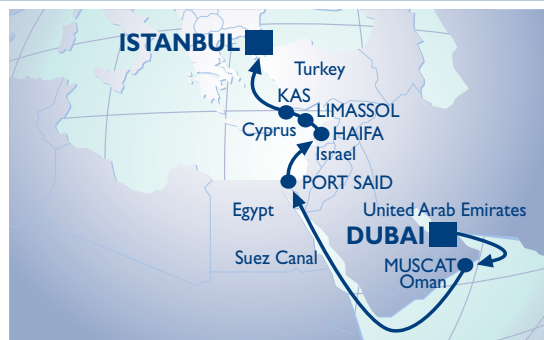 ISTANBUL
Turkey
KAS
LIMASSOL
Cyprus
HAIFA
Israel
PORT SAID
Egypt
United Arab Emirates
DUBAI
Suez Canal
MUSCAT
Oman